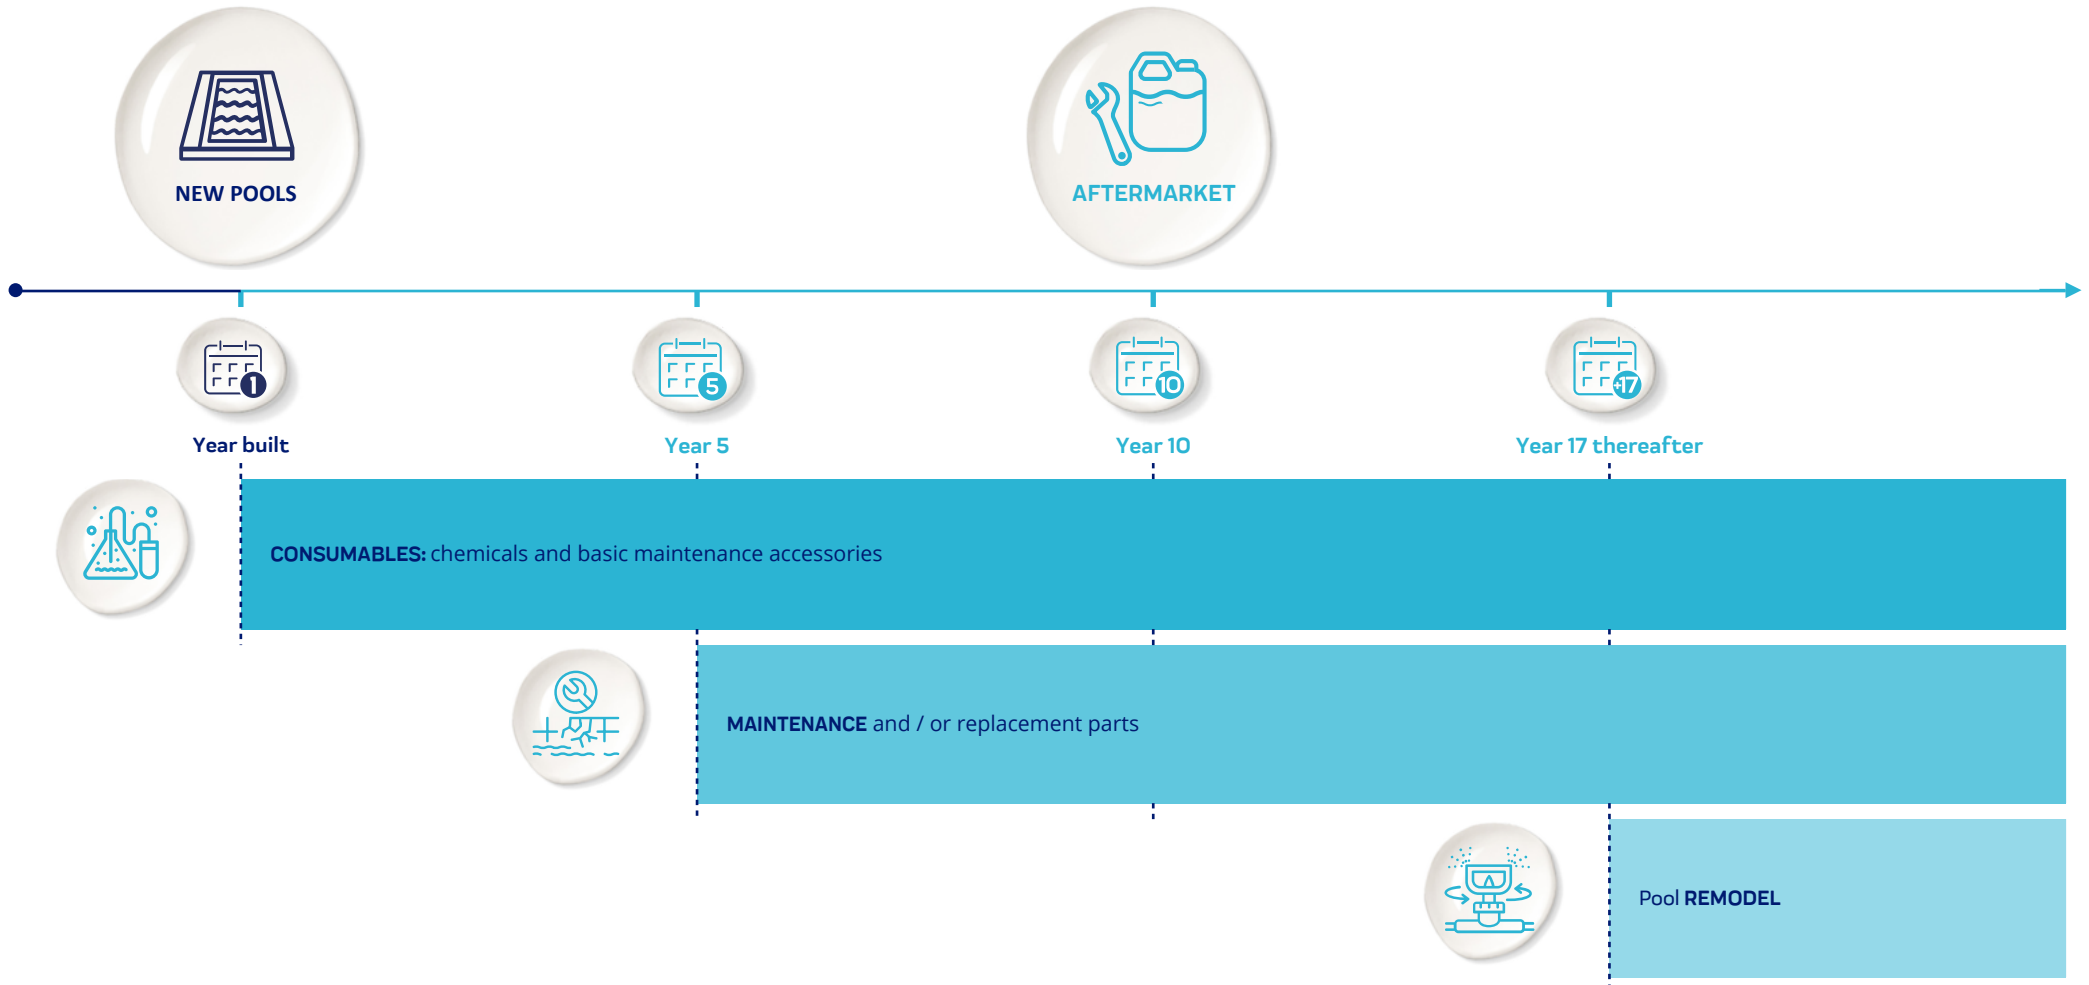 NEW POOLS
AFTERMARKET
1
5
10
+17
Year built
Year 5
Year 10
Year 17 thereafter
CONSUMABLES: chemicals and basic maintenance accessories
MAINTENANCE and / or replacement parts
Pool REMODEL